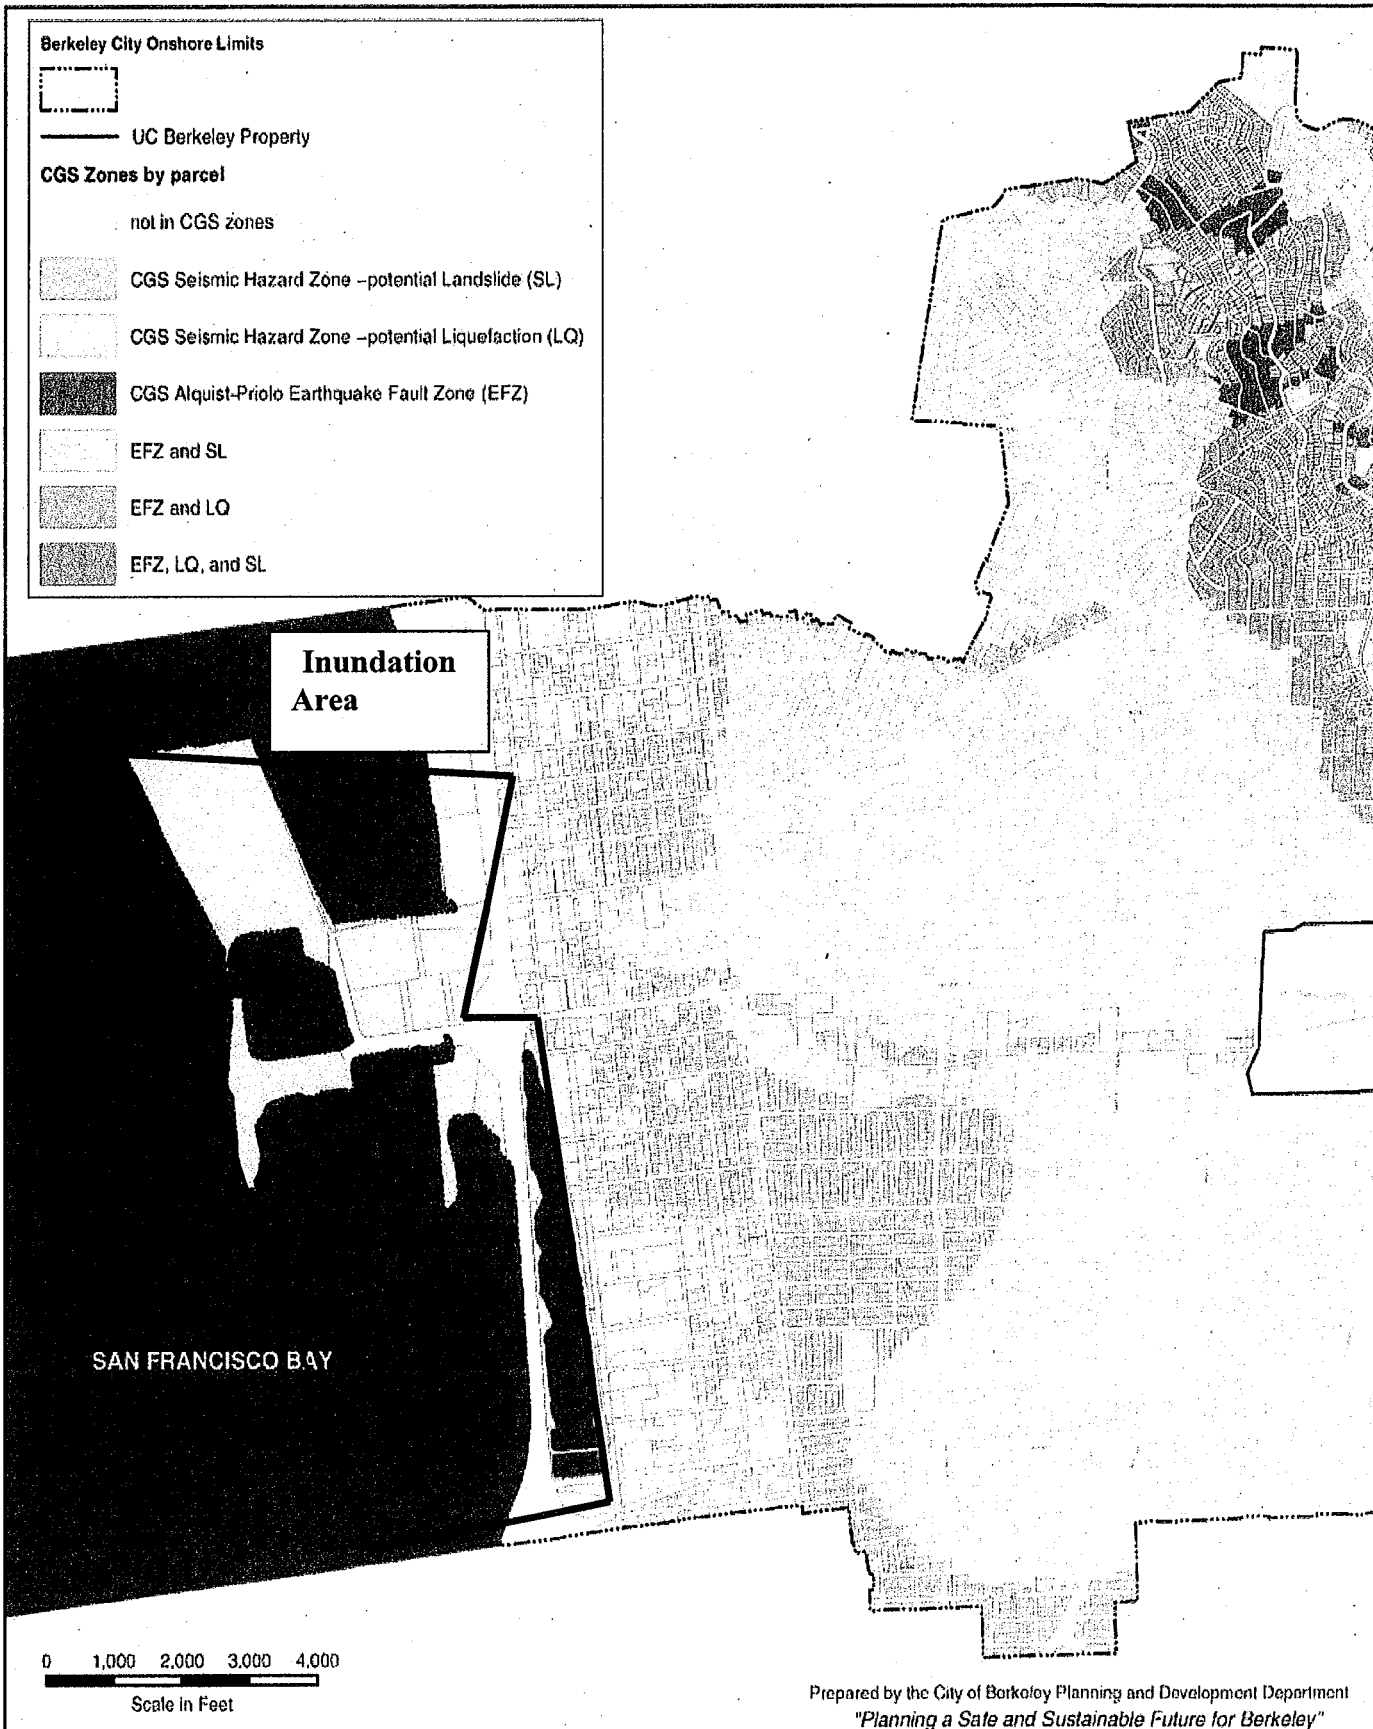 Berkeley City Onshore Limits
UC Berkeley Property
CGS Zones by parcel
not in CGS zones
CGS Seismic Hazard Zone –potential Landslide (SL)
CGS Seismic Hazard Zone –potential Liquefaction (LQ)
CGS Alquist-Priolo Earthquake Fault Zone (EFZ)
EFZ and SL
EFZ and LQ
EFZ, LQ, and SL
Inundation
Area
SAN FRANCISCO BAY
0 1,000 2,000 3,000 4,000
Scale in Feet
Prepared by the City of Berkeley Planning and Development Department
"Planning a Safe and Sustainable Future for Berkeley"